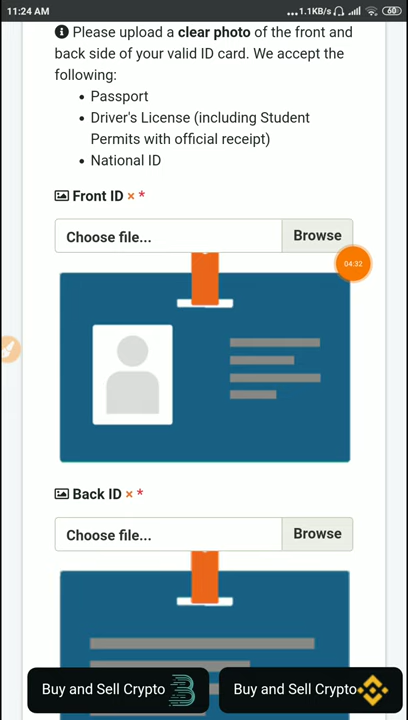 11:24 AM
...1.1KB/s
60
Please upload a clear photo of the front and
back side of your valid ID card. We accept the
following:
• Passport
• Driver's License (including Student
Permits with official receipt)
• National ID
Front ID × *
Choose file... Browse
04:32
Back ID × *
Choose file... Browse
Buy and Sell Crypto
Buy and Sell Crypto